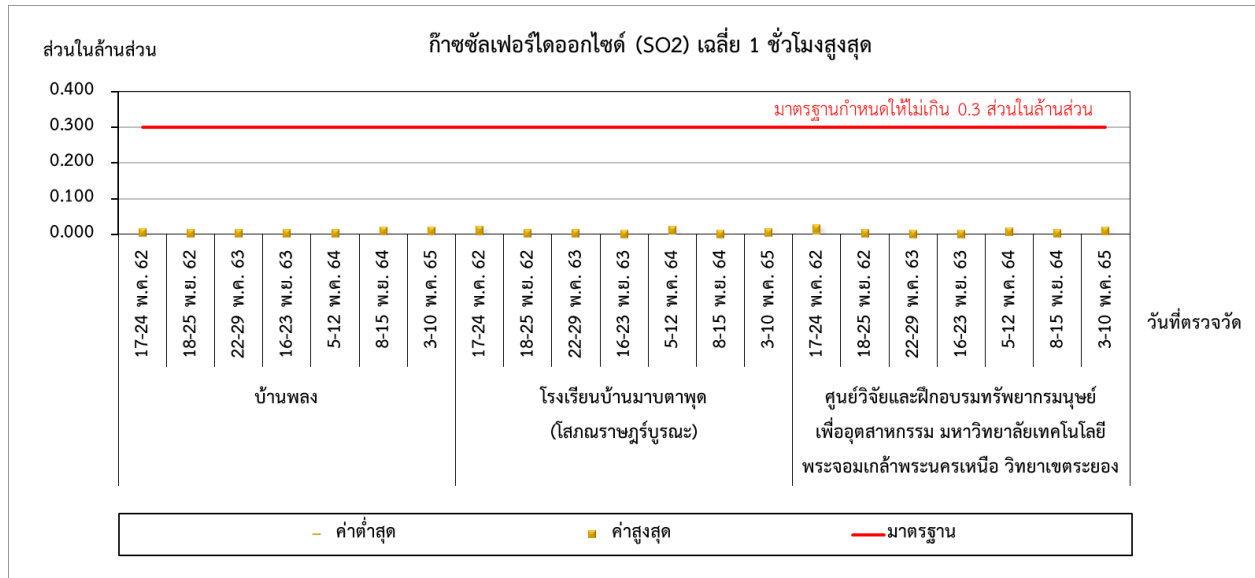 ก๊าซซัลเฟอร์ไดออกไซด์ (SO2) เฉลี่ย 1 ชั่วโมงสูงสุด
ส่วนในล้านส่วน
0.400
มาตรฐานกำหนดให้ไม่เกิน 0.3 ส่วนในล้านส่วน
0.300
0.200
0.100
0.000
17-24 พ.ค. 62
18-25 พ.ย. 62
22-29 พ.ค. 63
16-23 พ.ย. 63
5-12 พ.ค. 64
8-15 พ.ย. 64
3-10 พ.ค. 65
17-24 พ.ค. 62
18-25 พ.ย. 62
22-29 พ.ค. 63
16-23 พ.ย. 63
5-12 พ.ค. 64
8-15 พ.ย. 64
3-10 พ.ค. 65
17-24 พ.ค. 62
18-25 พ.ย. 62
22-29 พ.ค. 63
16-23 พ.ย. 63
5-12 พ.ค. 64
8-15 พ.ย. 64
3-10 พ.ค. 65
วันที่ตรวจวัด
บ้านพลง
โรงเรียนบ้านมาบตาพุด
(โสภณราษฎร์บูรณะ)
ศูนย์วิจัยและฝึกอบรมทรัพยากรมนุษย์
เพื่ออุตสาหกรรม มหาวิทยาลัยเทคโนโลยี
พระจอมเกล้าพระนครเหนือ วิทยาเขตระยอง
ค่าต่ำสุด
ค่าสูงสุด
มาตรฐาน